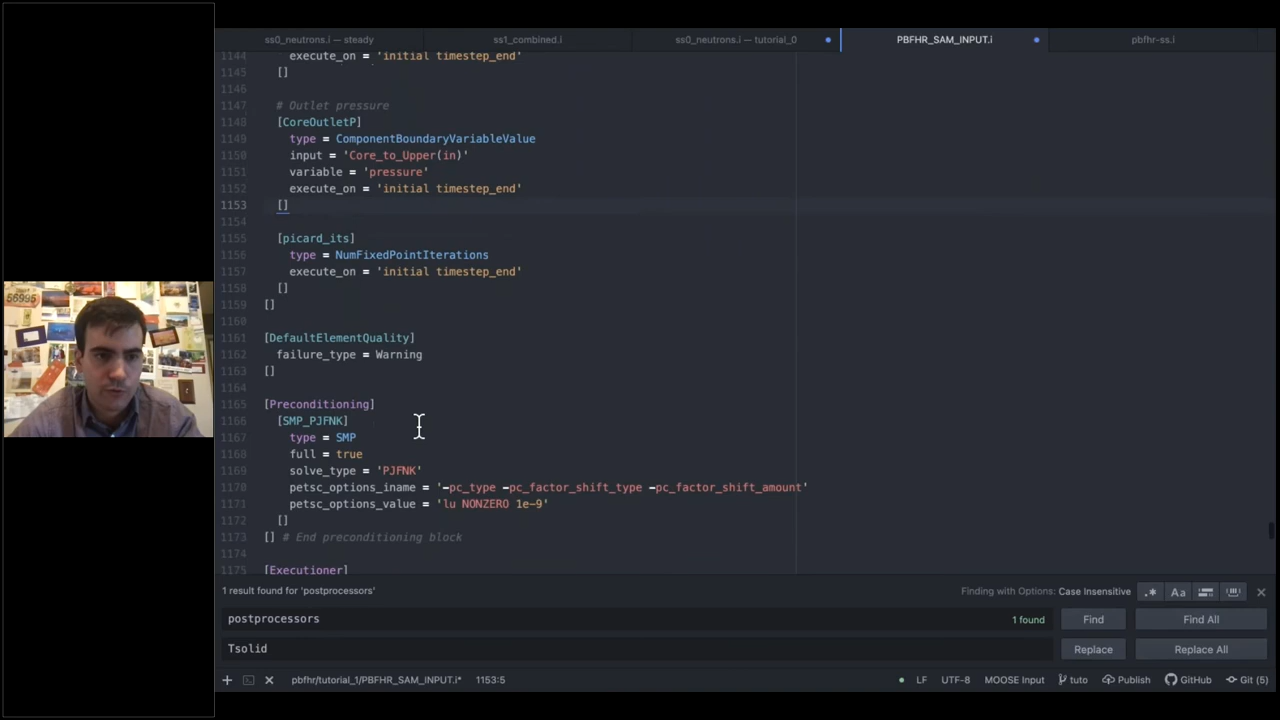 ss0_neutrons.i — steady
ss1_combined.i
ss0_neutrons.i — tutorial_0
PBFHR_SAM_INPUT.i
pbfhr-ss.i
1144 execute_on = 'initial timestep_end'
1145 []
1146
1147 # Outlet pressure
1148 [CoreOutletP]
1149 type = ComponentBoundaryVariableValue
1150 input = 'Core_to_Upper(in)'
1151 variable = 'pressure'
1152 execute_on = 'initial timestep_end'
1153 []
1154
1155 [picard_its]
1156 type = NumFixedPointIterations
1157 execute_on = 'initial timestep_end'
1158 []
1159 []
1160
1161 [DefaultElementQuality]
1162 failure_type = Warning
1163 []
1164
1165 [Preconditioning]
1166 [SMP_PJFNK]
1167 type = SMP
1168 full = true
1169 solve_type = 'PJFNK'
1170 petsc_options_iname = '-pc_type -pc_factor_shift_type -pc_factor_shift_amount'
1171 petsc_options_value = 'lu NONZERO 1e-9'
1172 []
1173 [] # End preconditioning block
1174
1175 [Executioner]
1 result found for 'postprocessors'
Finding with Options: Case Insensitive
.* Aa
postprocessors
1 found
Find
Find All
Tsolid
Replace
Replace All
pbfhr/tutorial_1/PBFHR_SAM_INPUT.i* 1153:5
LF UTF-8 MOOSE Input tuto Publish GitHub Git (5)
56995